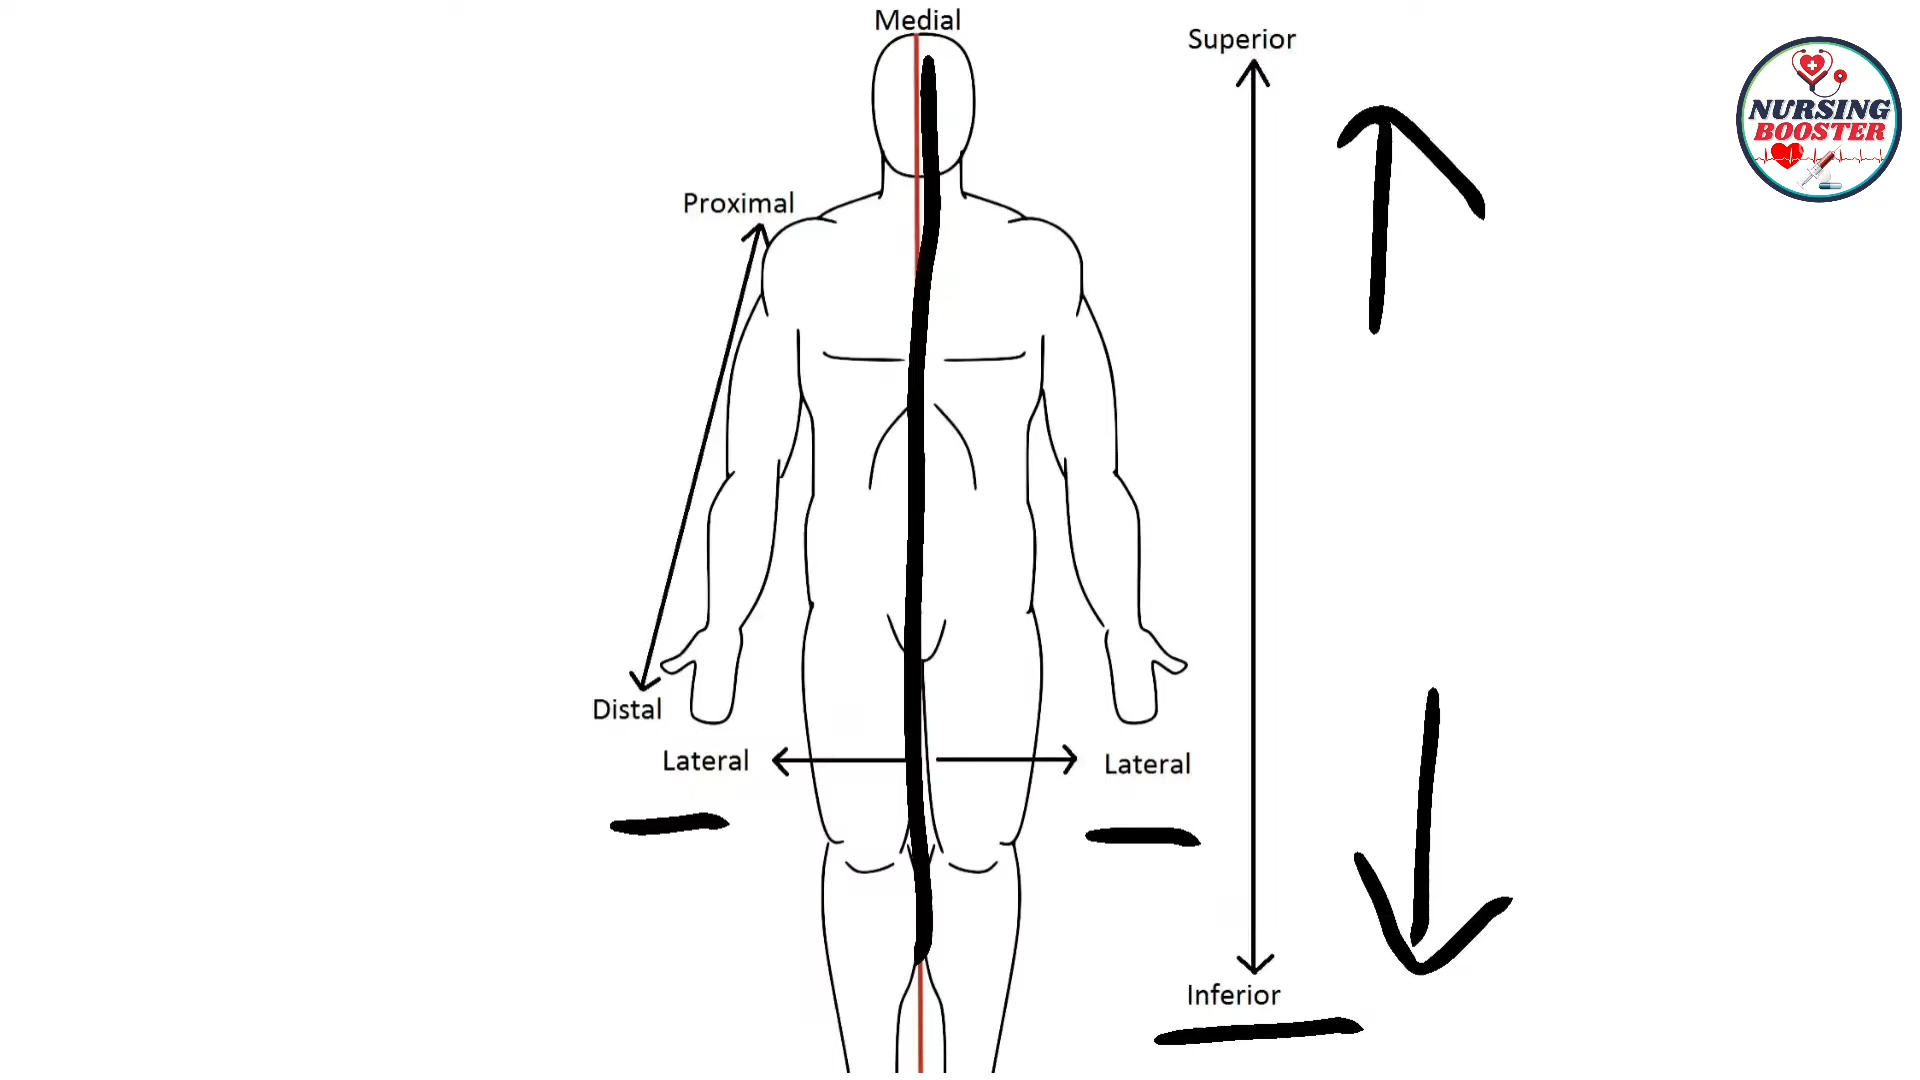 Medial
Superior
NURSING
BOOSTER
Proximal
Distal
Lateral
Lateral
Inferior